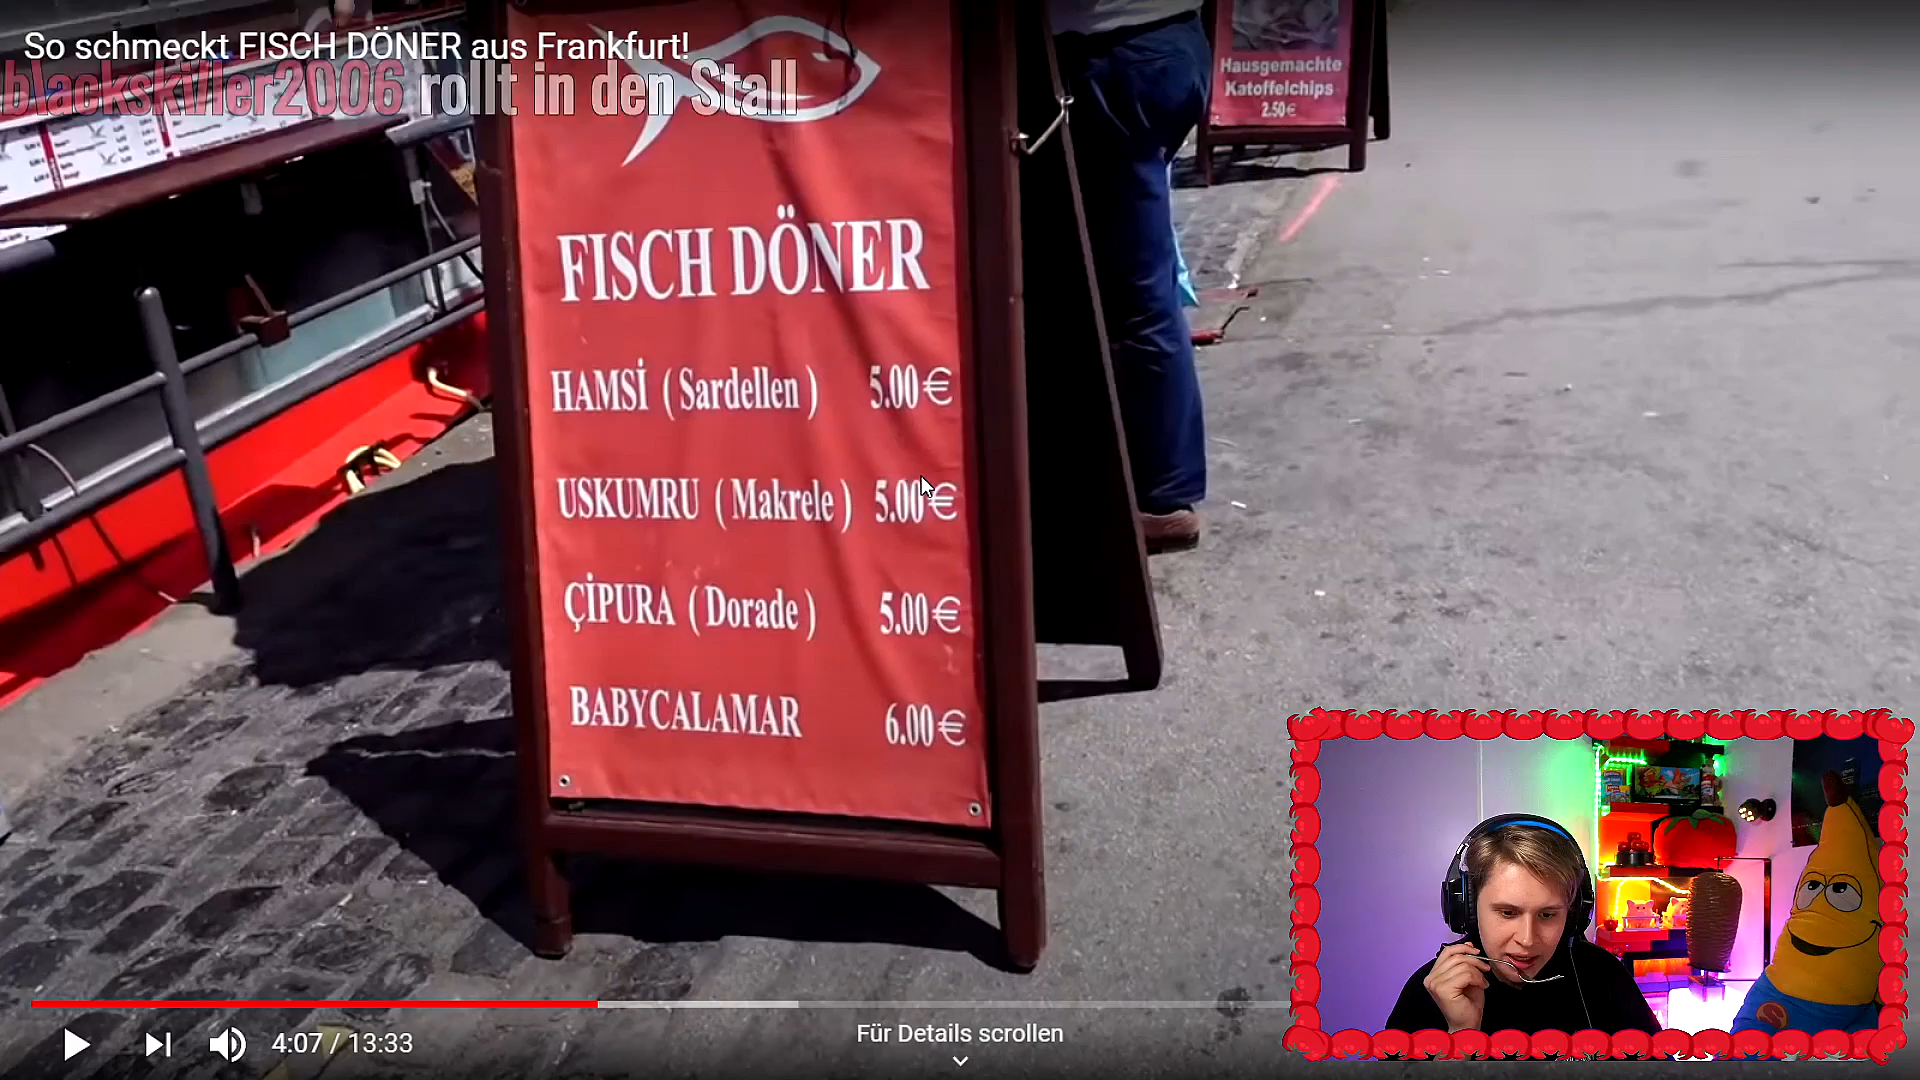 So schmeckt FISCH DÖNER aus Frankfurt!
blackskiller2006 rollt in den Stall
Hausgemachte
Katoffelchips
2.50€
FISCH DÖNER
HAMSİ ( Sardellen ) 5.00€
USKUMRU ( Makrele ) 5.00€
ÇİPURA ( Dorade ) 5.00€
BABYCALAMAR 6.00€
4:07 / 13:33
Für Details scrollen